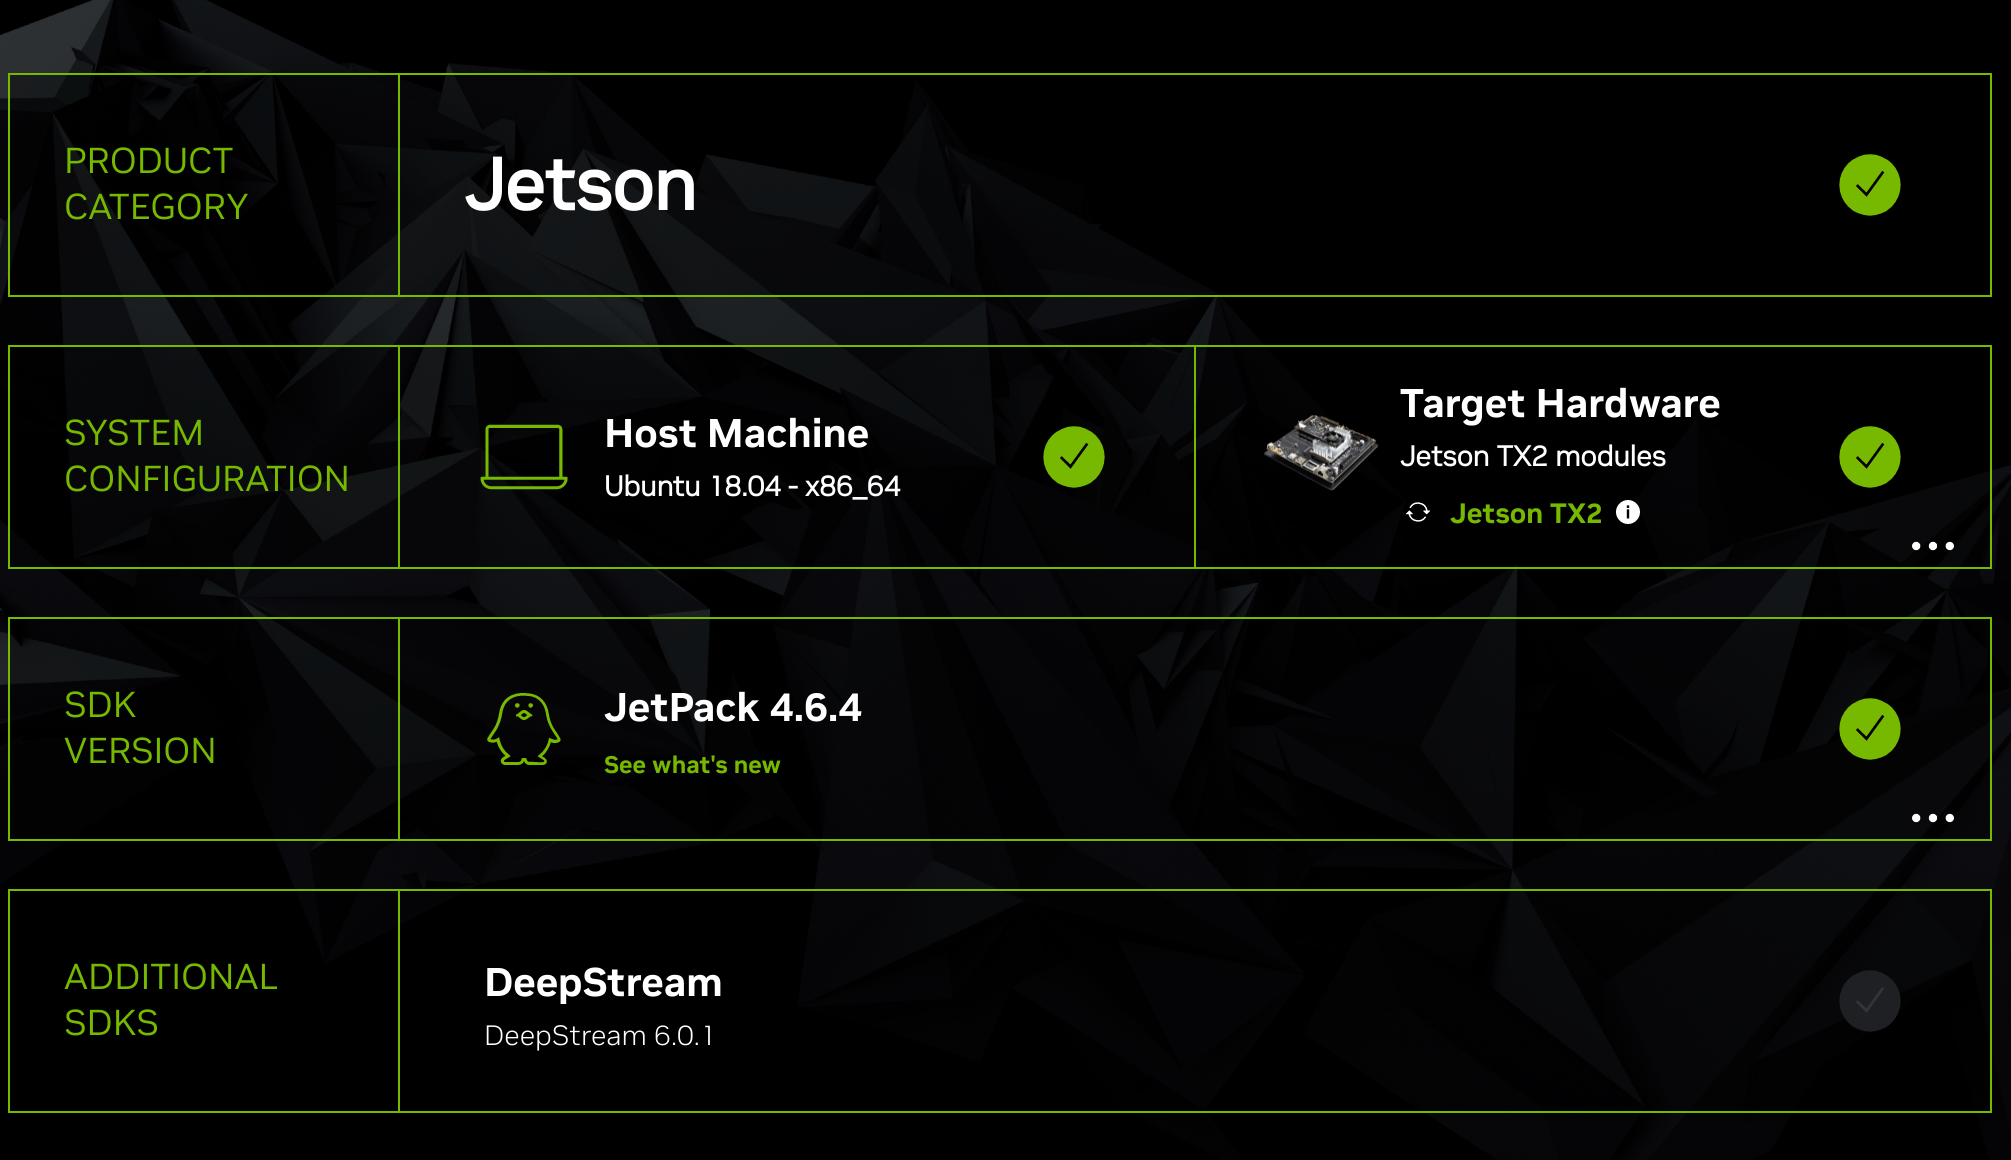 PRODUCT
CATEGORY
Jetson
SYSTEM
CONFIGURATION
Host Machine
Ubuntu 18.04 - x86_64
Target Hardware
Jetson TX2 modules
Jetson TX2
SDK
VERSION
JetPack 4.6.4
See what's new
ADDITIONAL
SDKS
DeepStream
DeepStream 6.0.1